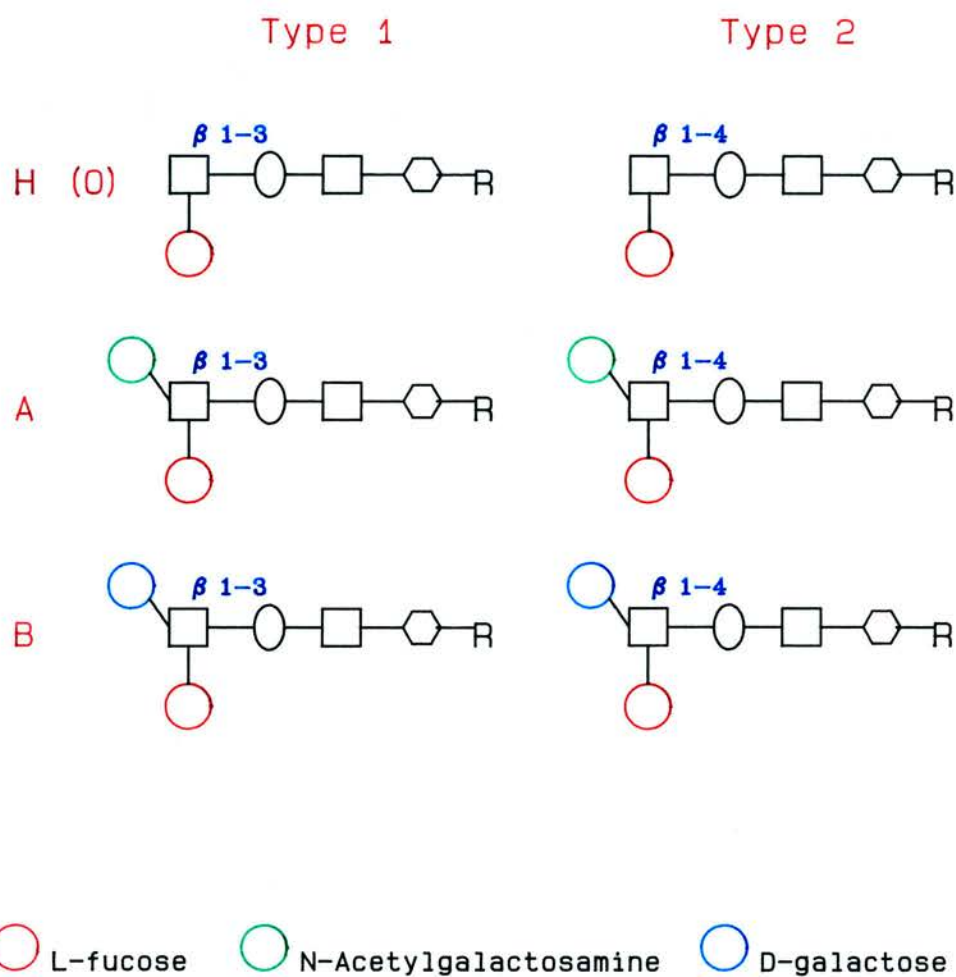 Type 1 Type 2
β 1-3 β 1-4
H (O) R R
β 1-3 β 1-4
A R R
β 1-3 β 1-4
B R R
L-fucose N-Acetylgalactosamine D-galactose